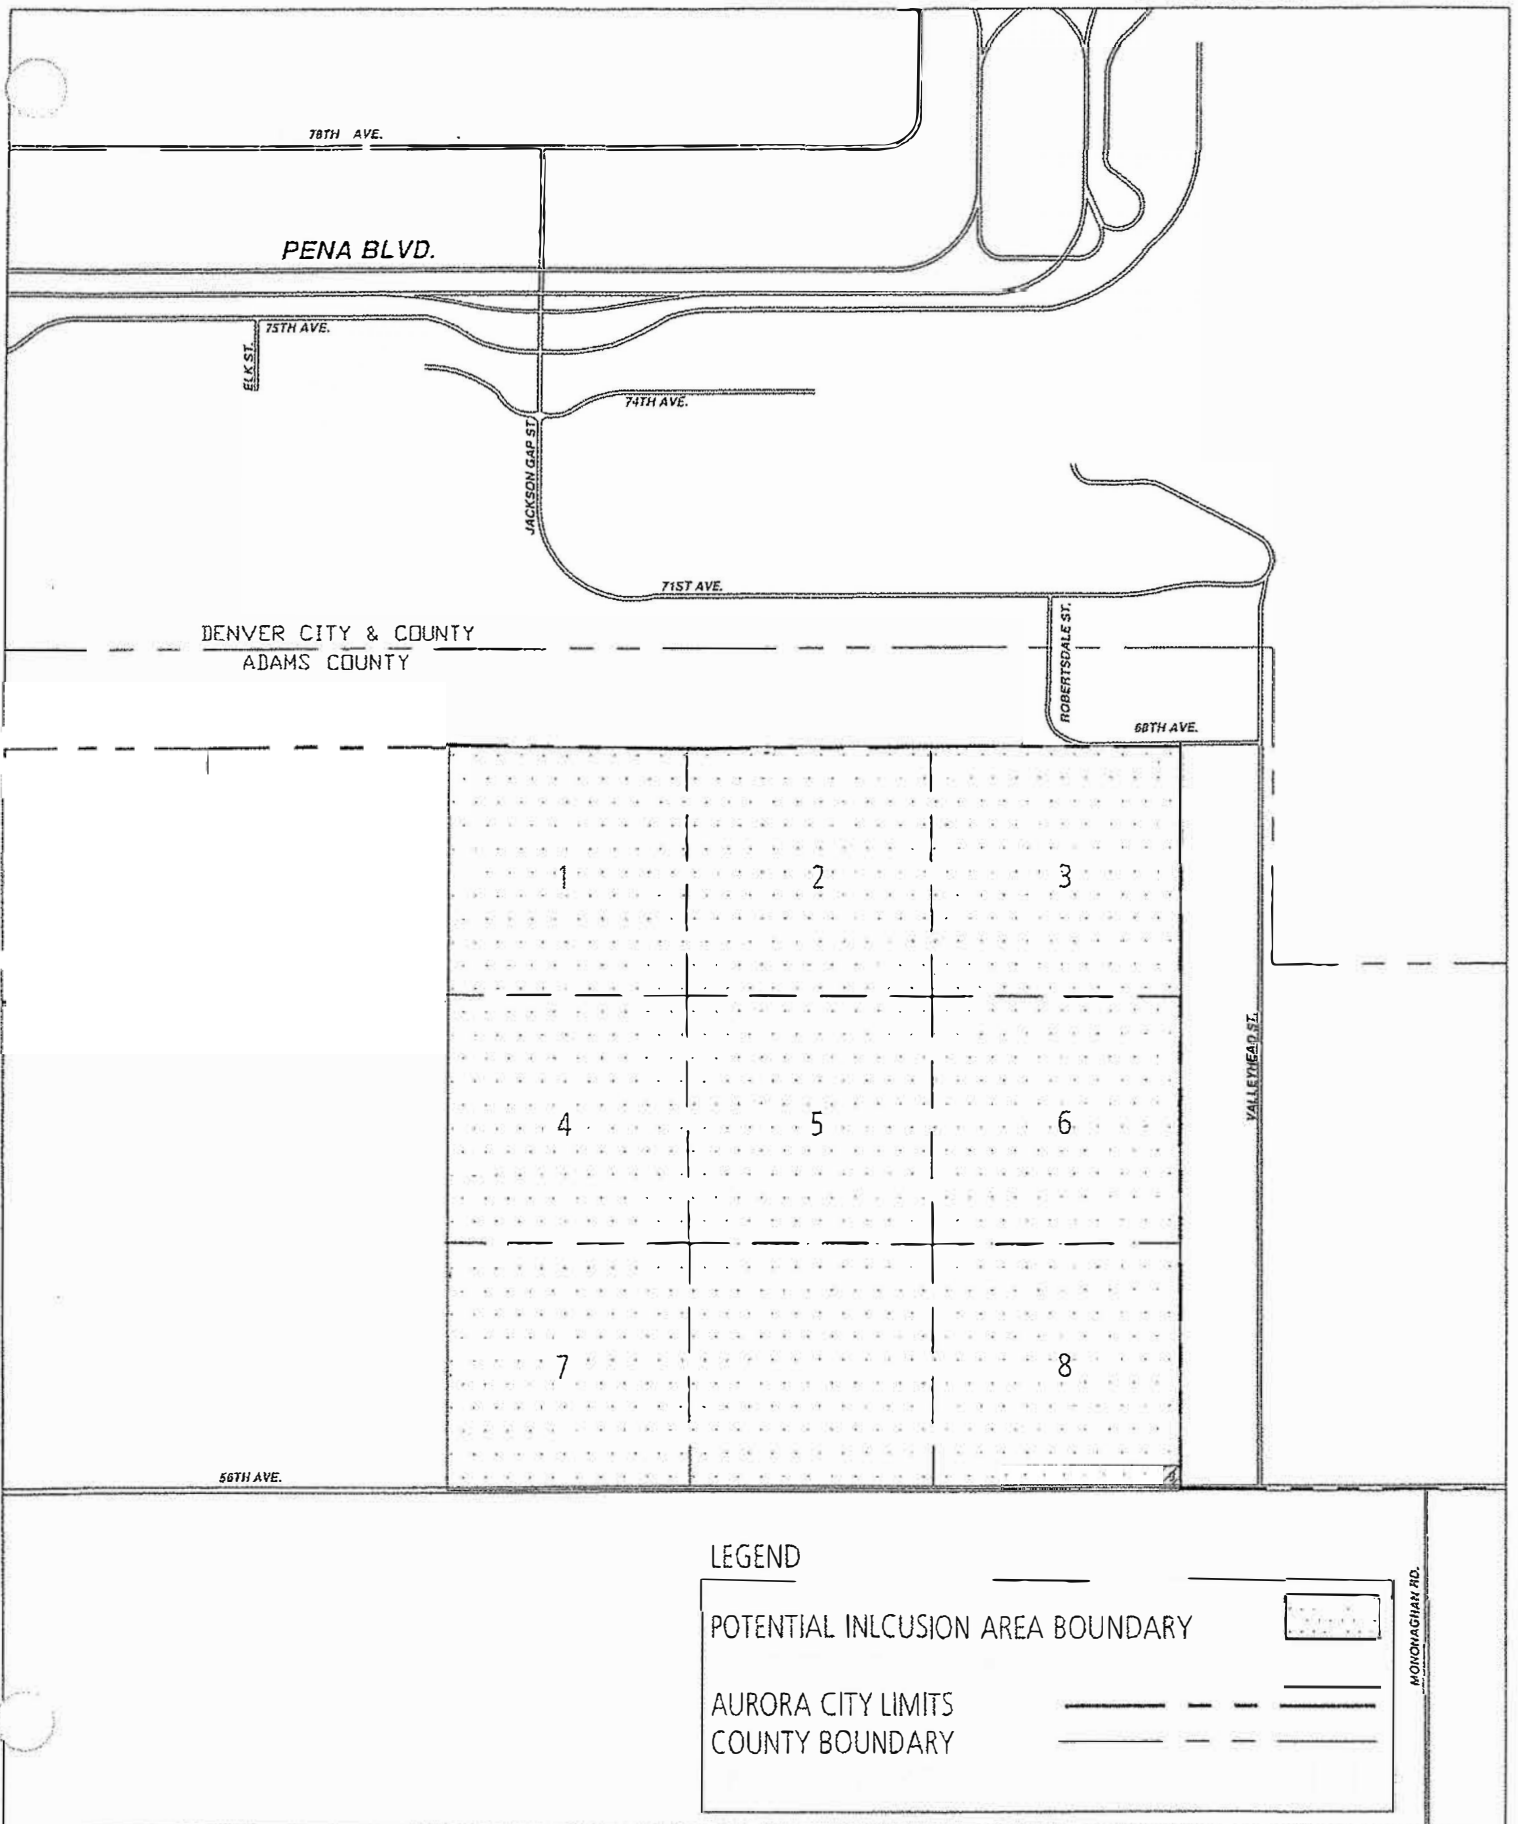 78TH AVE.
PENA BLVD.
75TH AVE.
ELK ST.
74TH AVE.
JACKSON GAP ST
71ST AVE.
ROBERTSDALE ST.
DENVER CITY & COUNTY
ADAMS COUNTY
68TH AVE.
1
2
3
VALLEYHEAD ST.
4
5
6
7
8
56TH AVE.
LEGEND
POTENTIAL INLCUSION AREA BOUNDARY
AURORA CITY LIMITS
COUNTY BOUNDARY
MONONAGHAN RD.